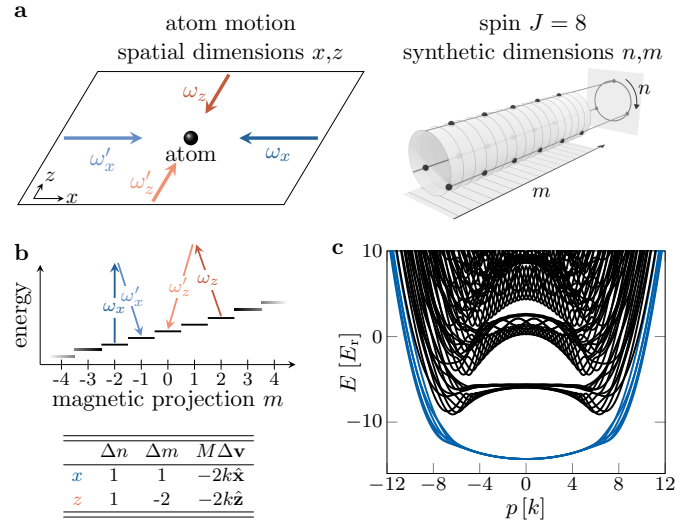 a
atom motion
spatial dimensions x,z
spin J = 8
synthetic dimensions n,m
ω_z
ω′_x
ω_x
atom
ω′_z
z
x
n
m
b
energy
ω_x
ω′_x
ω′_z
ω_z
-4 -3 -2 -1 0 1 2 3 4
magnetic projection m
Δn Δm MΔv
x 1 1 −2kx̂
z 1 -2 −2kẑ
c
E [E_r]
10
0
−10
−12 −8 −4 0 4 8 12
p [k]